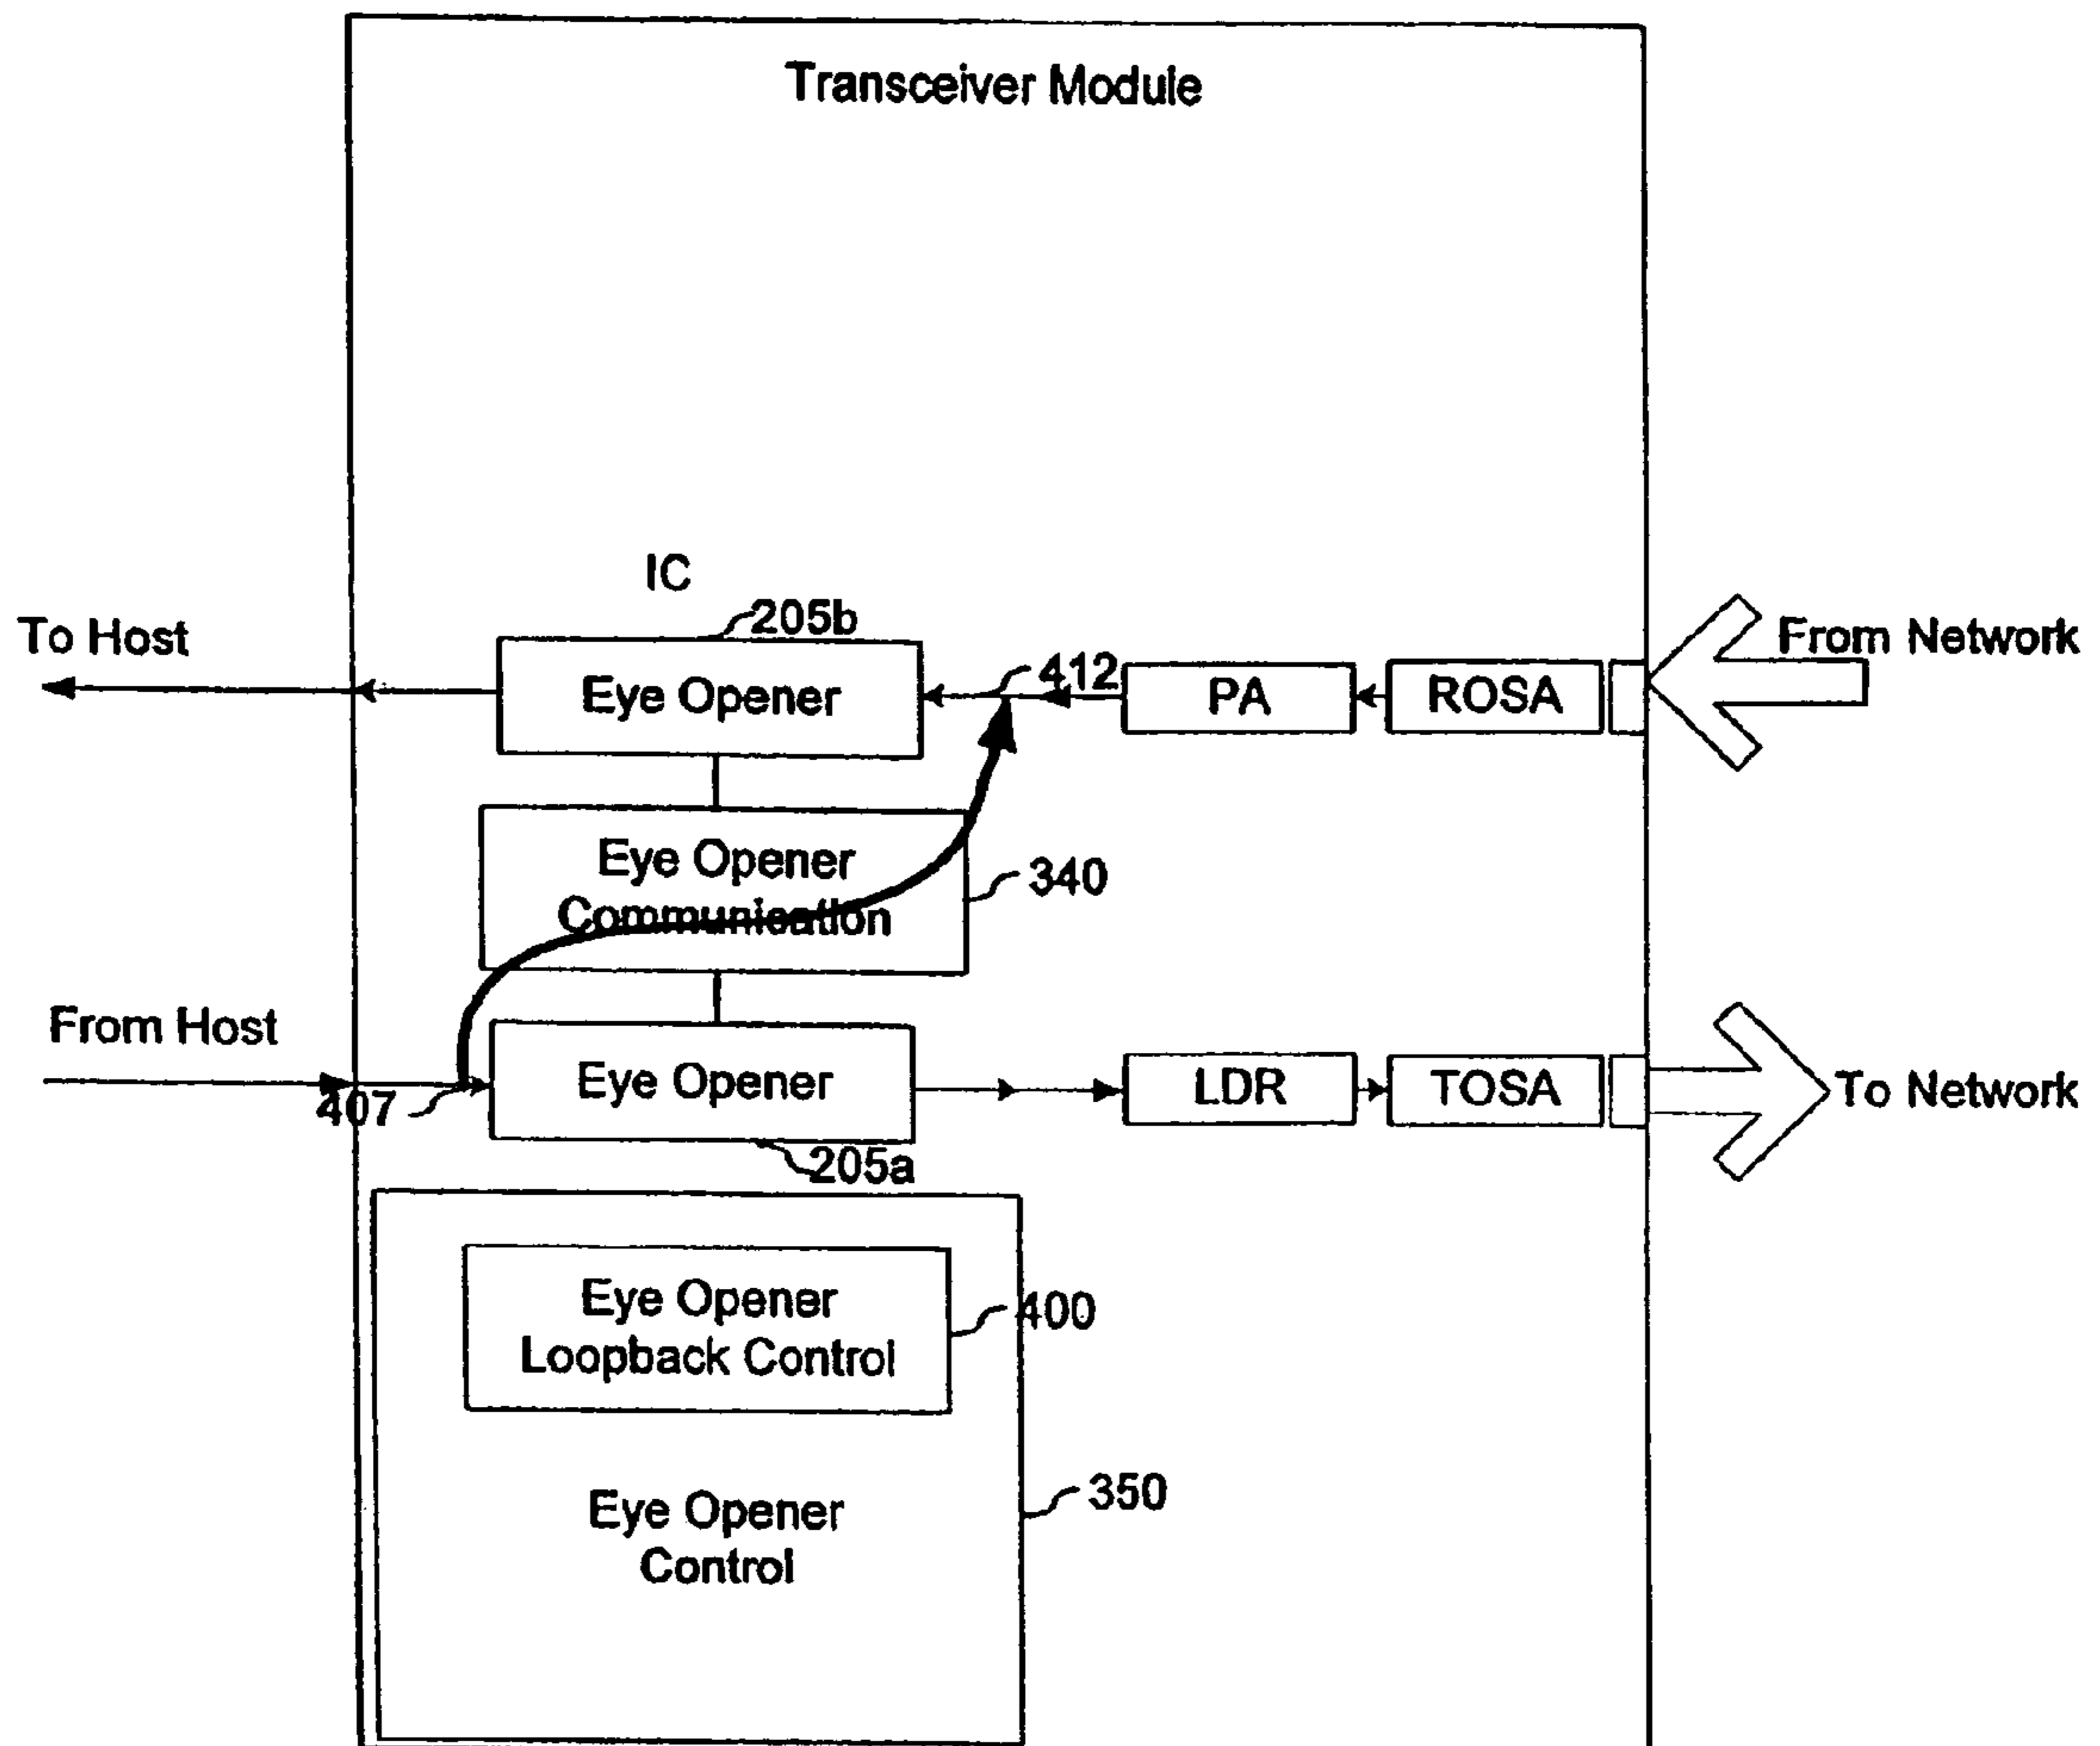 Transceiver Module
IC
205b
To Host
Eye Opener
412
PA
ROSA
From Network
Eye Opener
Communication
340
From Host
407
Eye Opener
LDR
TOSA
To Network
205a
Eye Opener
Loopback Control
400
Eye Opener
Control
350